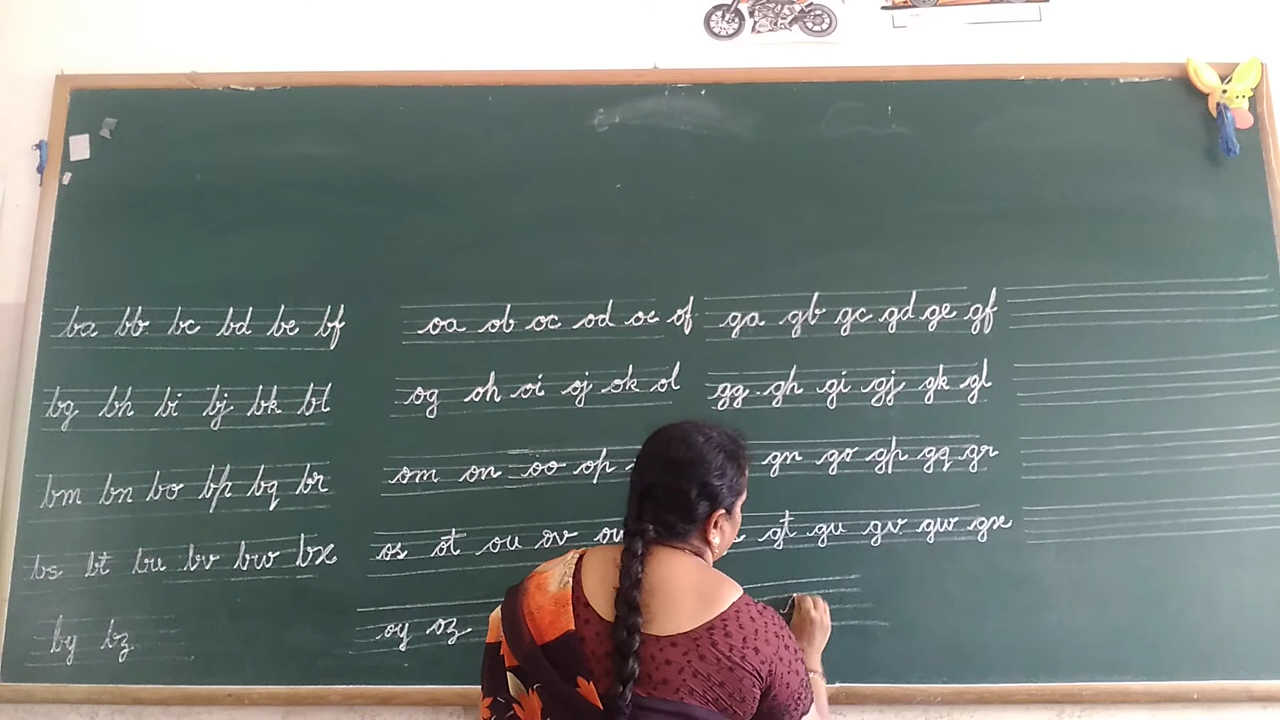 ba bb bc bd be bf
bg bh bi bj bk bl
bm bn bo bp bq br
bs bt bu bv bw bx
by bz
oa ob oc od oe of
og oh oi oj ok ol
om on oo op
os ot ou ov
oy oz
ga gb gc gd ge gf
gg gh gi gj gk gl
gn go gp gq gr
gt gu gv gw gx